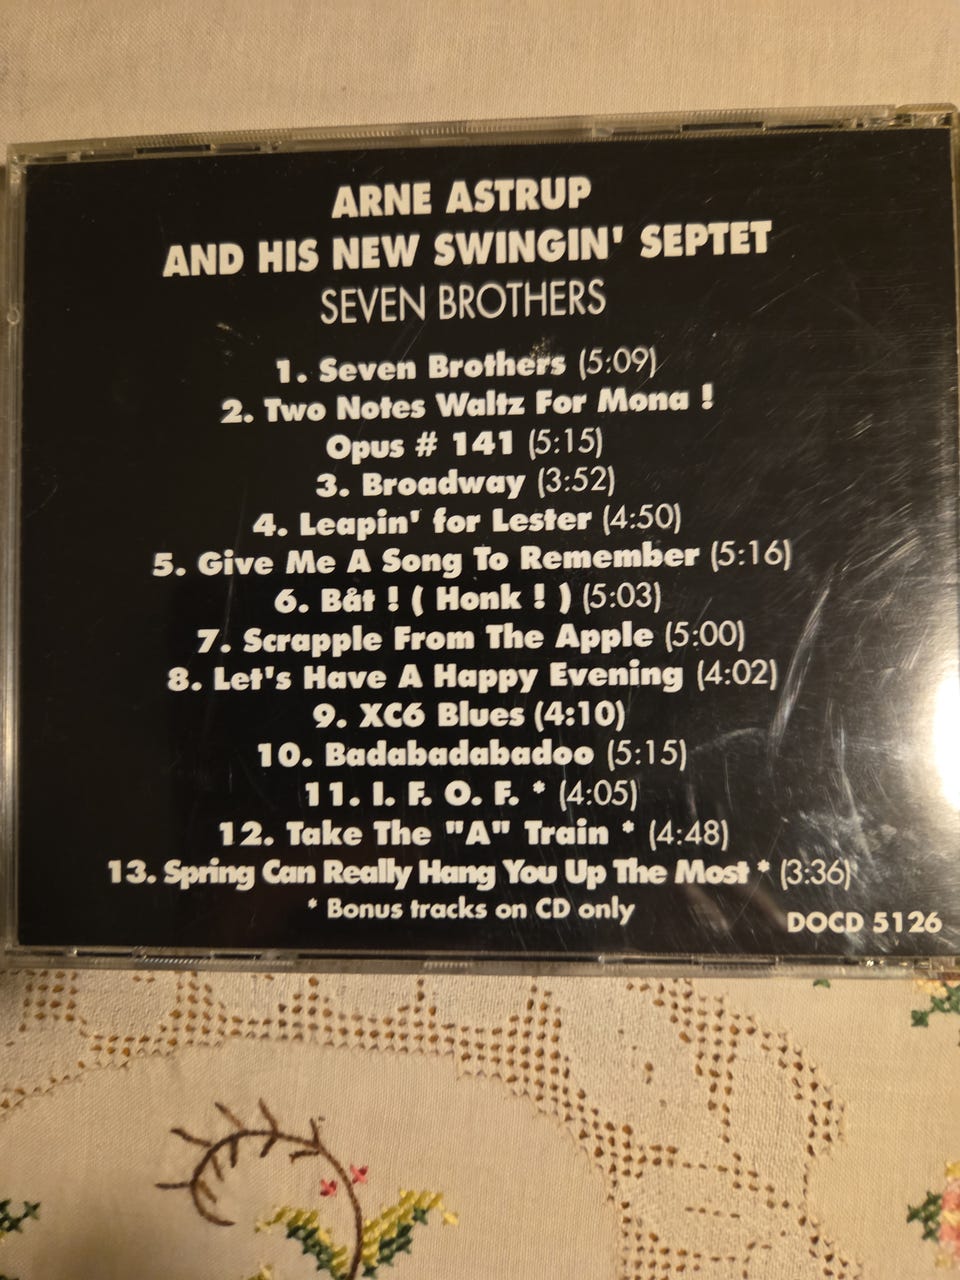 ARNE ASTRUP
AND HIS NEW SWINGIN' SEPTET
SEVEN BROTHERS
1. Seven Brothers (5:09)
2. Two Notes Waltz For Mona !
Opus # 141 (5:15)
3. Broadway (3:52)
4. Leapin' for Lester (4:50)
5. Give Me A Song To Remember (5:16)
6. Båt ! ( Honk ! ) (5:03)
7. Scrapple From The Apple (5:00)
8. Let's Have A Happy Evening (4:02)
9. XC6 Blues (4:10)
10. Badabadabadoo (5:15)
11. I. F. O. F. * (4:05)
12. Take The "A" Train * (4:48)
13. Spring Can Really Hang You Up The Most * (3:36)
* Bonus tracks on CD only
DOCD 5126